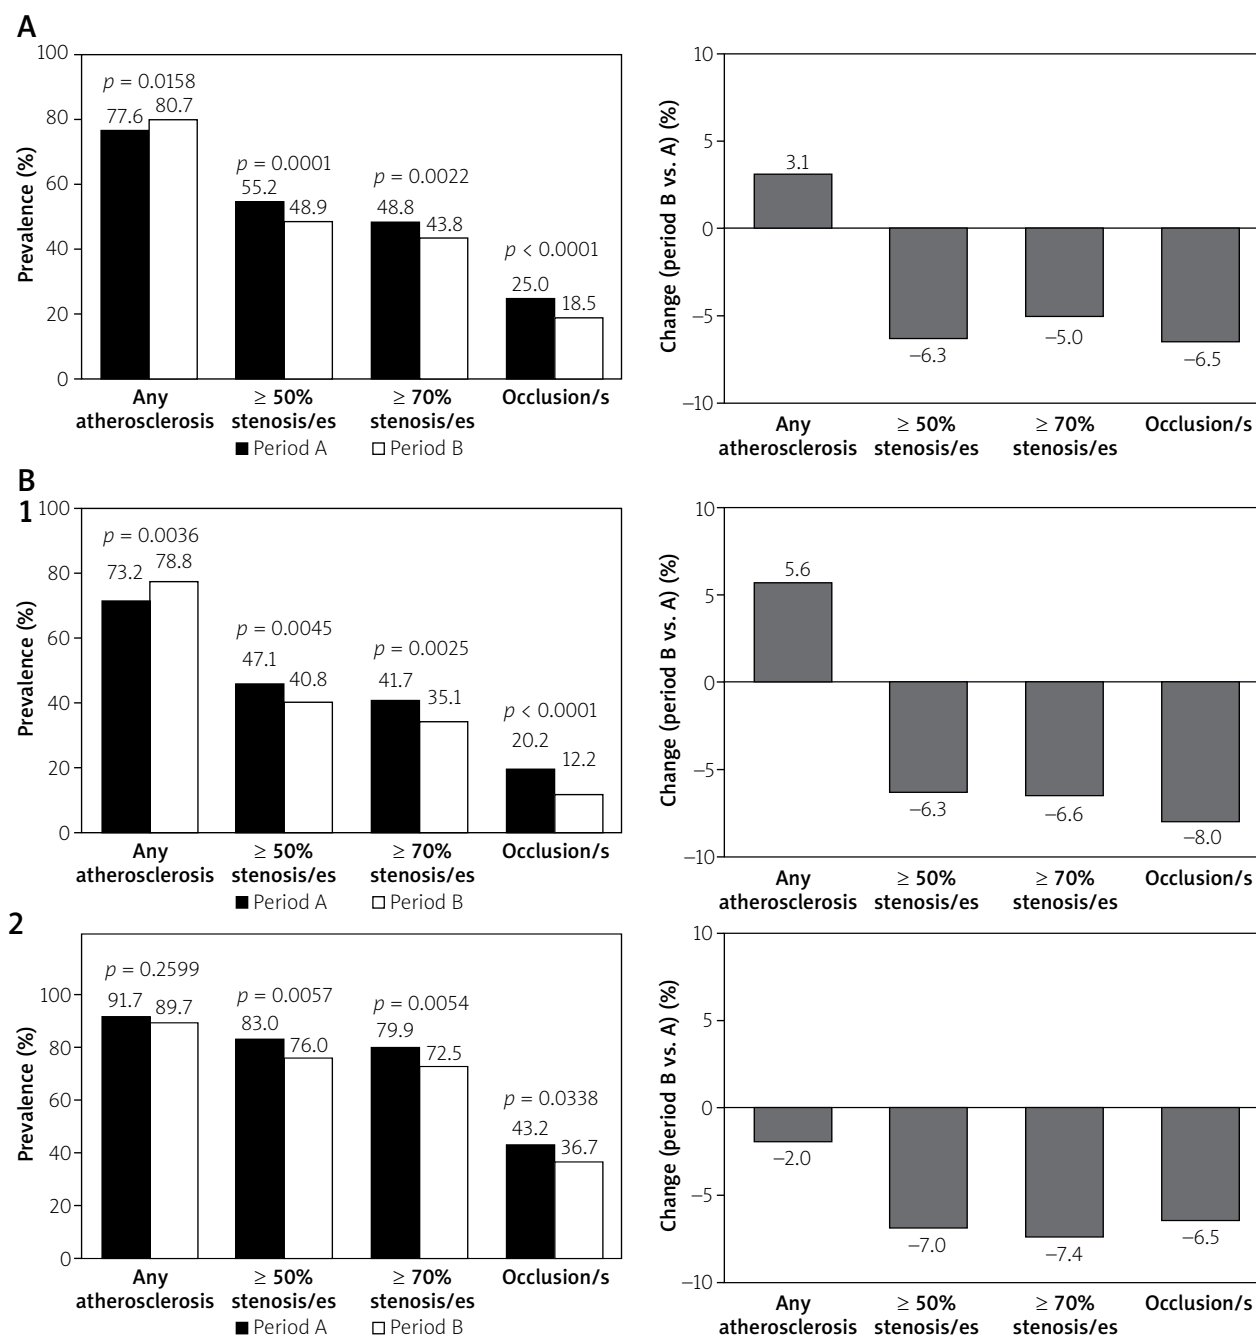 A
Prevalence (%)
100
80
60
40
20
0
p = 0.0158
77.6 80.7
p = 0.0001
55.2 48.9
p = 0.0022
48.8 43.8
p < 0.0001
25.0 18.5
Any
atherosclerosis
≥ 50%
stenosis/es
≥ 70%
stenosis/es
Occlusion/s
■ Period A □ Period B
Change (period B vs. A) (%)
10
5
0
−5
−10
3.1
−6.3
−5.0
−6.5
Any
atherosclerosis
≥ 50%
stenosis/es
≥ 70%
stenosis/es
Occlusion/s
B
1
Prevalence (%)
100
80
60
40
20
0
p = 0.0036
73.2 78.8
p = 0.0045
47.1 40.8
p = 0.0025
41.7 35.1
p < 0.0001
20.2 12.2
Any
atherosclerosis
≥ 50%
stenosis/es
≥ 70%
stenosis/es
Occlusion/s
■ Period A □ Period B
Change (period B vs. A) (%)
10
5
0
−5
−10
5.6
−6.3
−6.6
−8.0
Any
atherosclerosis
≥ 50%
stenosis/es
≥ 70%
stenosis/es
Occlusion/s
2
Prevalence (%)
100
80
60
40
20
0
p = 0.2599
91.7 89.7
p = 0.0057
83.0 76.0
p = 0.0054
79.9 72.5
p = 0.0338
43.2 36.7
Any
atherosclerosis
≥ 50%
stenosis/es
≥ 70%
stenosis/es
Occlusion/s
■ Period A □ Period B
Change (period B vs. A) (%)
10
5
0
−5
−10
−2.0
−7.0
−7.4
−6.5
Any
atherosclerosis
≥ 50%
stenosis/es
≥ 70%
stenosis/es
Occlusion/s